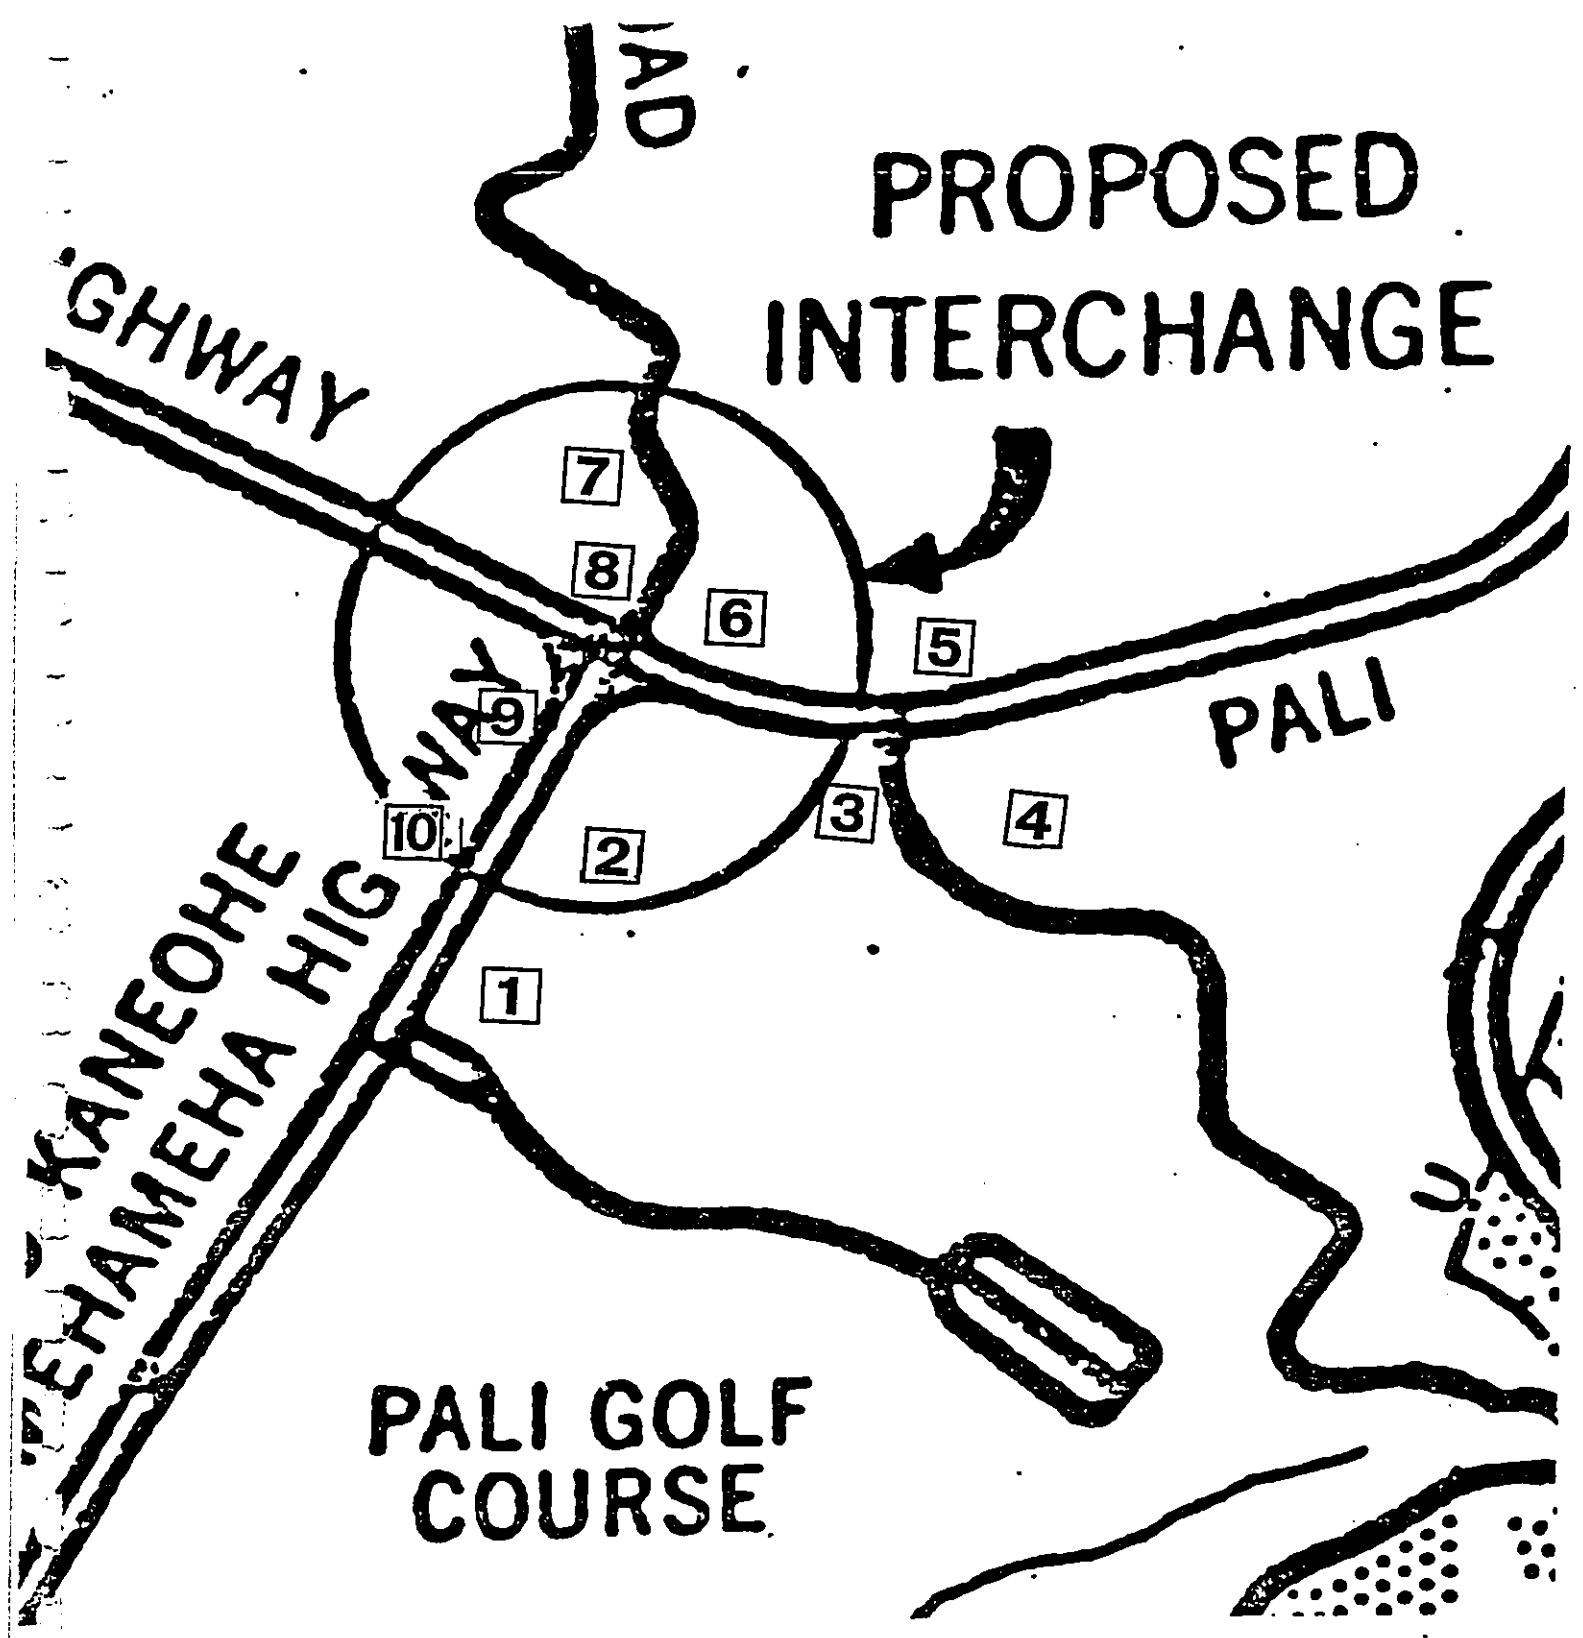 OAD
PROPOSED
INTERCHANGE
GHWAY
7
8
6
5
PALI
9
3
4
10
2
1
KANEOHE
EHAMEHA HIG WAY
U
PALI GOLF
COURSE